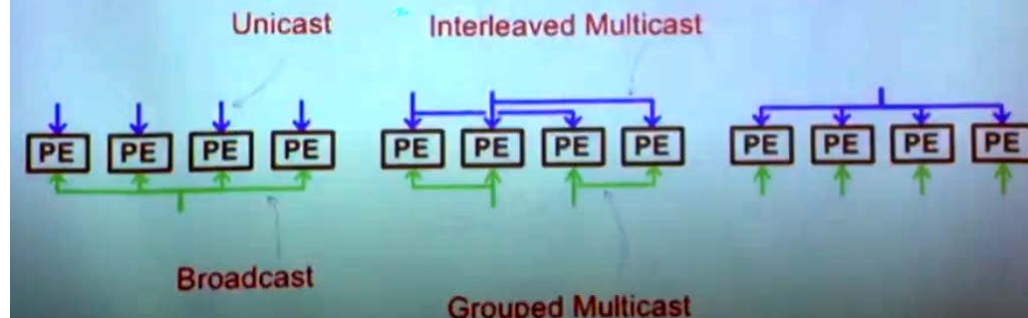 Unicast
Interleaved Multicast
PE PE PE PE
PE PE PE PE
PE PE PE PE
Broadcast
Grouped Multicast